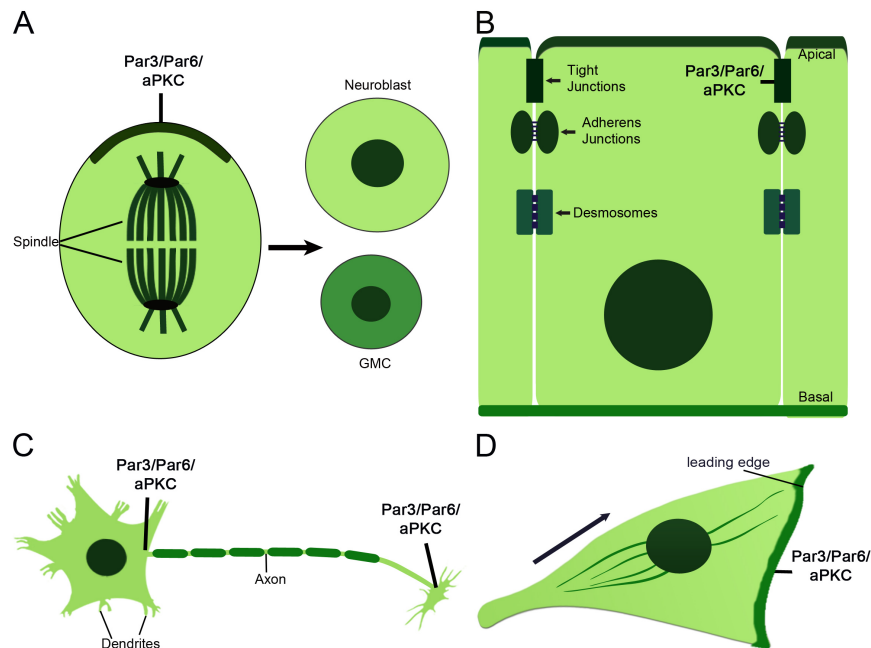 A
Par3/Par6/
aPKC
Spindle
Neuroblast
GMC
B
Apical
Tight
Junctions
Par3/Par6/
aPKC
Adherens
Junctions
Desmosomes
Basal
C
Par3/Par6/
aPKC
Par3/Par6/
aPKC
Axon
Dendrites
D
leading edge
Par3/Par6/
aPKC